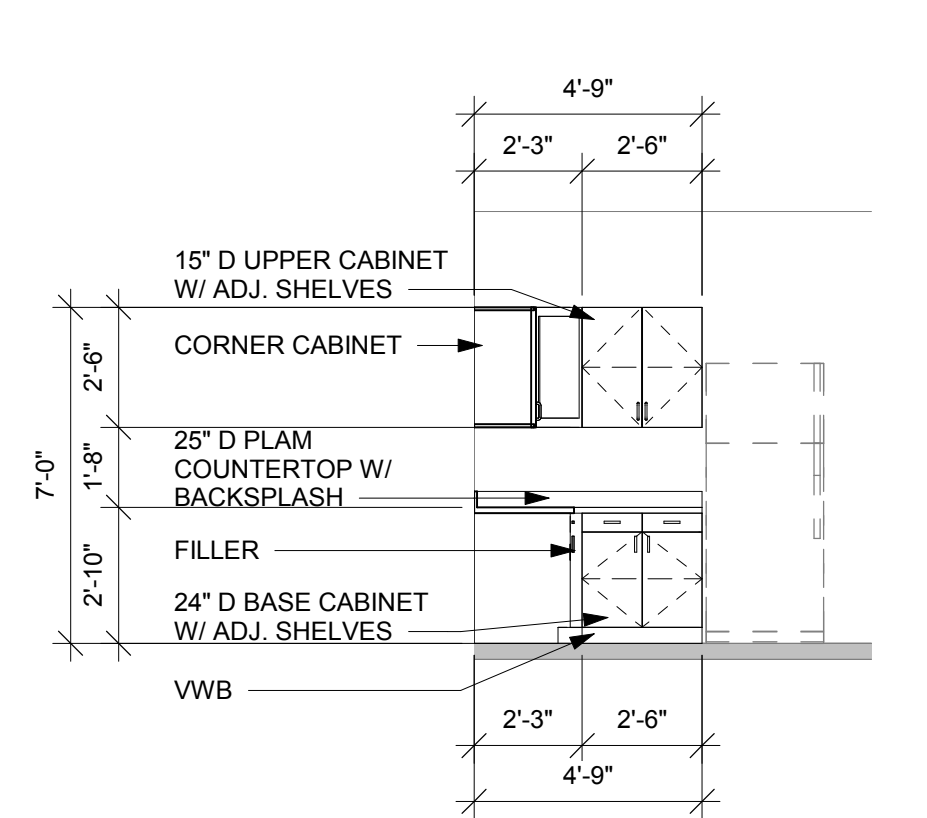 4'-9"
2'-3"
2'-6"
15" D UPPER CABINET
W/ ADJ. SHELVES
CORNER CABINET
2'-6"
25" D PLAM
COUNTERTOP W/
BACKSPLASH
1'-8"
7'-0"
FILLER
2'-10"
24" D BASE CABINET
W/ ADJ. SHELVES
VWB
2'-3"
2'-6"
4'-9"